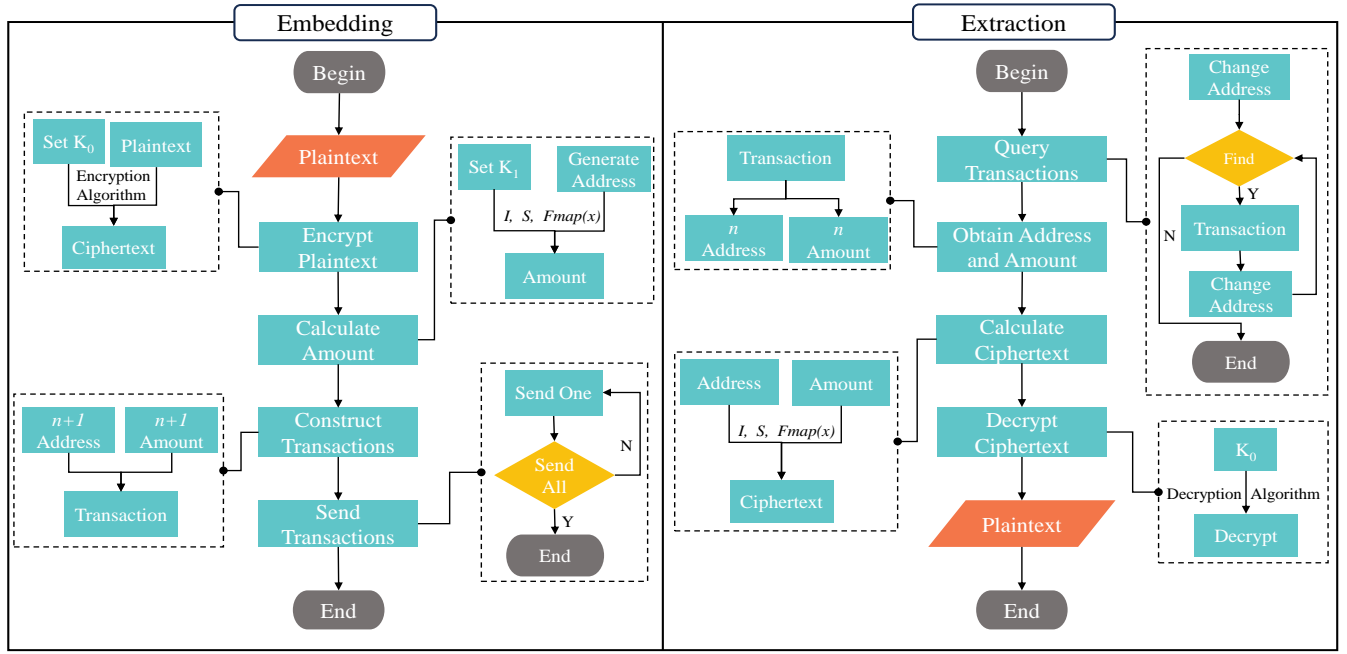 Embedding
Begin
Plaintext
Encrypt
Plaintext
Calculate
Amount
Construct
Transactions
Send
Transactions
End
Set K₀
Plaintext
Encryption
Algorithm
Ciphertext
Set K₁
Generate
Address
I, S, Fmap(x)
Amount
n+1
Address
n+1
Amount
Transaction
Send One
N
Send
All
Y
End
Extraction
Begin
Query
Transactions
Obtain Address
and Amount
Calculate
Ciphertext
Decrypt
Ciphertext
Plaintext
End
Transaction
n
Address
n
Amount
Address
Amount
I, S, Fmap(x)
Ciphertext
Change
Address
Find
Y
N
Transaction
Change
Address
End
K₀
Decryption Algorithm
Decrypt